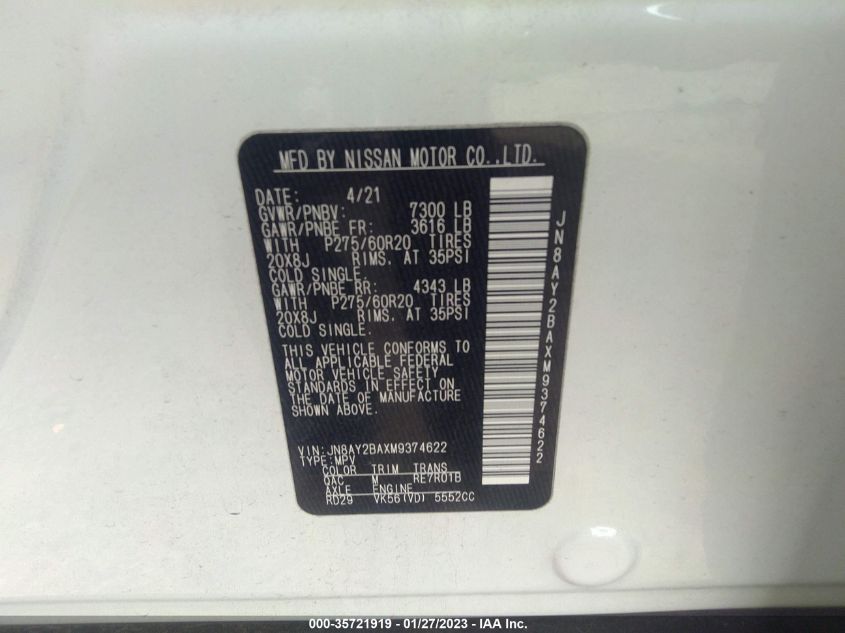 MFD BY NISSAN MOTOR CO.,LTD.
DATE: 4/21
GVWR/PNBV: 7300 LB
GAWR/PNBE FR: 3616 LB
WITH P275/60R20 TIRES
20X8J RIMS. AT 35PSI
COLD SINGLE.
GAWR/PNBE RR: 4343 LB
WITH P275/60R20 TIRES
20X8J RIMS. AT 35PSI
COLD SINGLE.
THIS VEHICLE CONFORMS TO
ALL APPLICABLE FEDERAL
MOTOR VEHICLE SAFETY
STANDARDS IN EFFECT ON
THE DATE OF MANUFACTURE
SHOWN ABOVE.
VIN:JN8AY2BAXM9374622
TYPE:MPV
COLOR TRIM TRANS
QAC M RE7R01B
AXLE ENGINE
RD29 VK56(VD) 5552CC
JN8AY2BAXM9374622
000-35721919 - 01/27/2023 - IAA Inc.